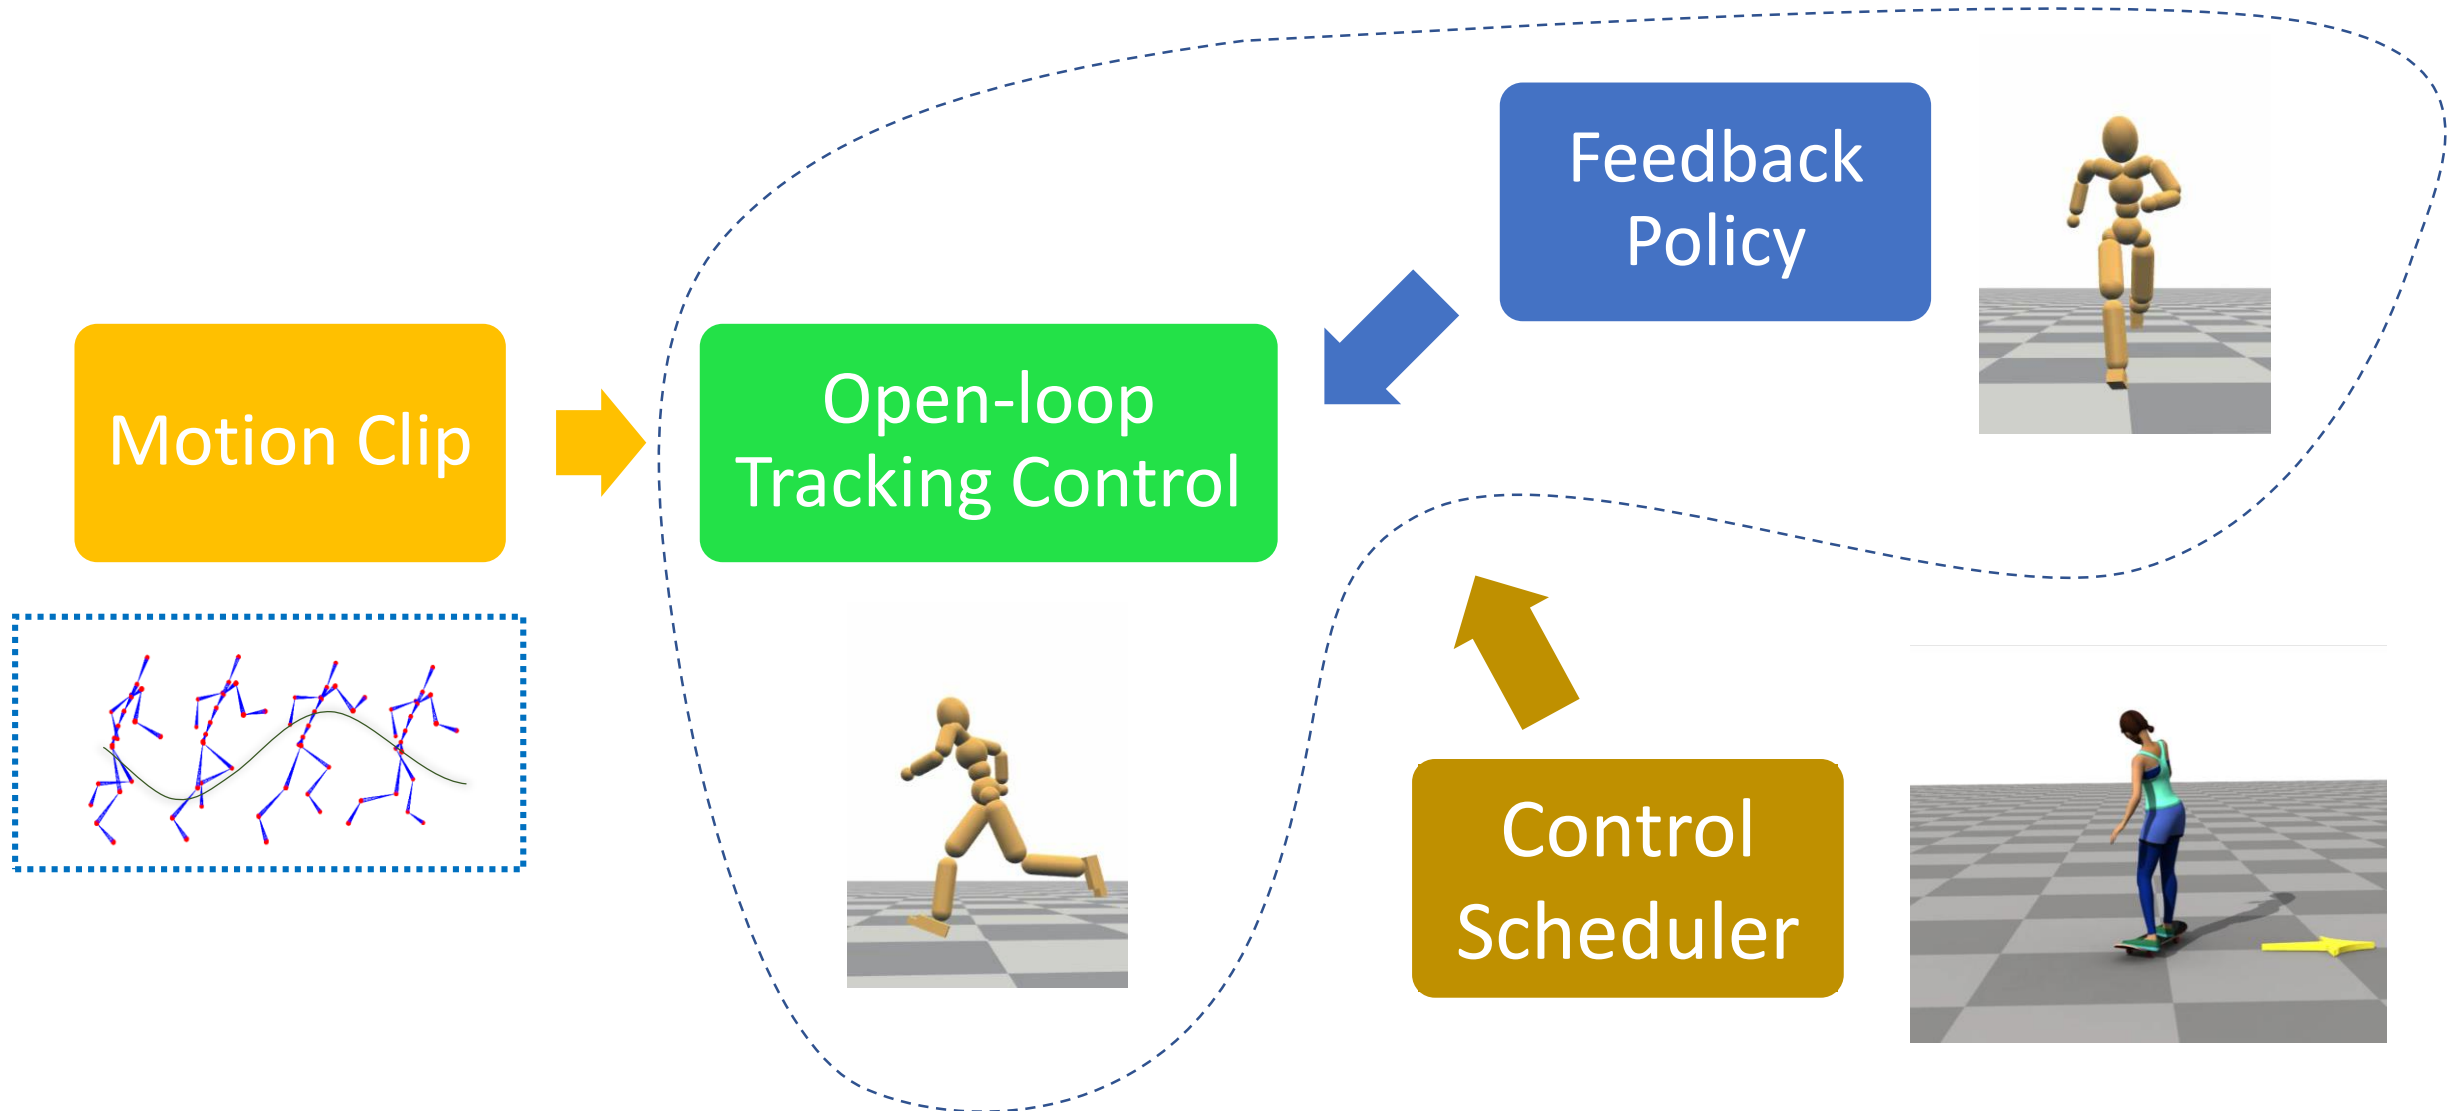 Motion Clip
Open-loop
Tracking Control
Feedback
Policy
Control
Scheduler